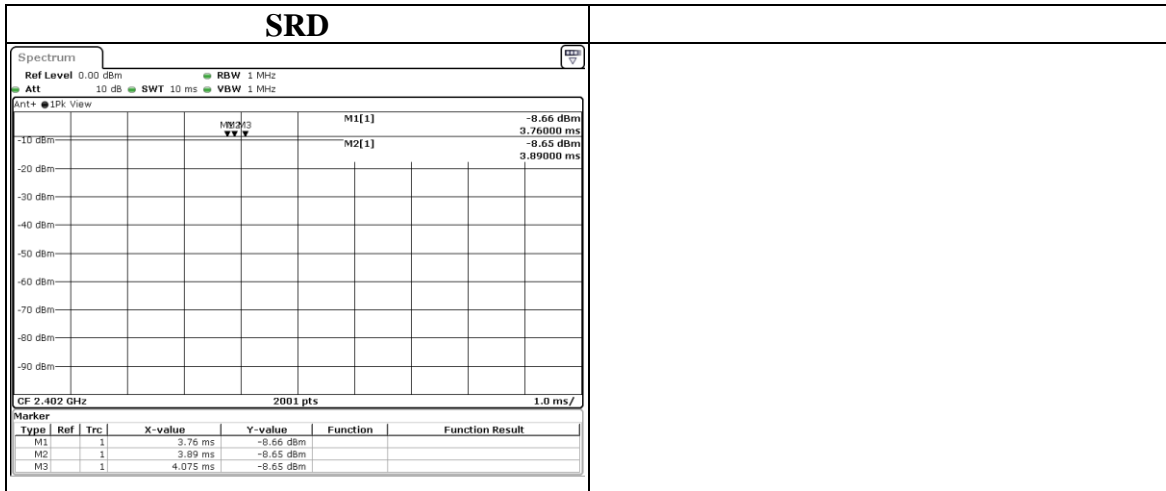 SRD
Spectrum
Ref Level 0.00 dBm RBW 1 MHz
Att 10 dB SWT 10 ms VBW 1 MHz
Ant+ 1Pk View
M3
M1[1] -8.66 dBm
3.76000 ms
M2[1] -8.65 dBm
3.89000 ms
-10 dBm
-20 dBm
-30 dBm
-40 dBm
-50 dBm
-60 dBm
-70 dBm
-80 dBm
-90 dBm
CF 2.402 GHz 2001 pts 1.0 ms/
Marker
Type Ref Trc X-value Y-value Function Function Result
M1 1 3.76 ms -8.66 dBm
M2 1 3.89 ms -8.65 dBm
M3 1 4.075 ms -8.65 dBm